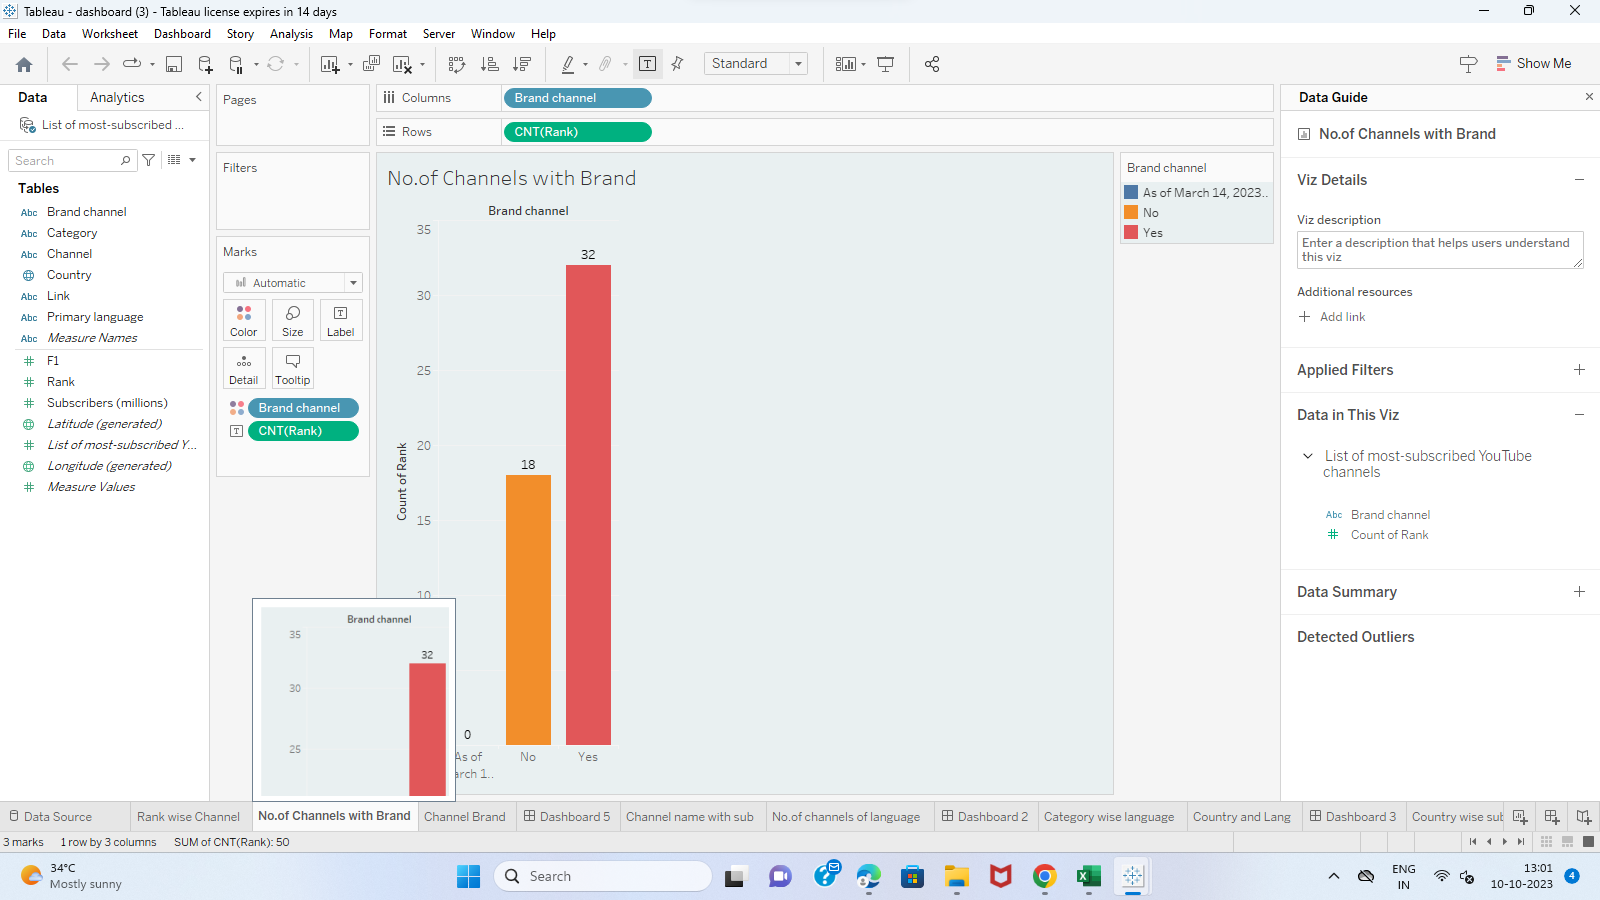 Tableau - dashboard (3) - Tableau license expires in 14 days
File Data Worksheet Dashboard Story Analysis Map Format Server Window Help
Standard
Show Me
Data Analytics
List of most-subscribed ...
Search
Tables
Abc Brand channel
Abc Category
Abc Channel
Country
Abc Link
Abc Primary language
Abc Measure Names
# F1
# Rank
# Subscribers (millions)
Latitude (generated)
# List of most-subscribed Y...
Longitude (generated)
# Measure Values
Pages
Filters
Marks
Automatic
Color Size Label
Detail Tooltip
Brand channel
CNT(Rank)
Columns Brand channel
Rows CNT(Rank)
No.of Channels with Brand
Brand channel
35
30
25
20
15
10
Count of Rank
32
18
0
As of
arch 1..
No
Yes
Brand channel
35
30
25
32
Brand channel
As of March 14, 2023..
No
Yes
Data Guide
No.of Channels with Brand
Viz Details
Viz description
Enter a description that helps users understand
this viz
Additional resources
Add link
Applied Filters
Data in This Viz
List of most-subscribed YouTube
channels
Abc Brand channel
# Count of Rank
Data Summary
Detected Outliers
Data Source Rank wise Channel No.of Channels with Brand Channel Brand Dashboard 5 Channel name with sub No.of channels of language Dashboard 2 Category wise language Country and Lang Dashboard 3 Country wise sub
3 marks 1 row by 3 columns SUM of CNT(Rank): 50
34°C
Mostly sunny
Search
ENG
IN
13:01
10-10-2023
4